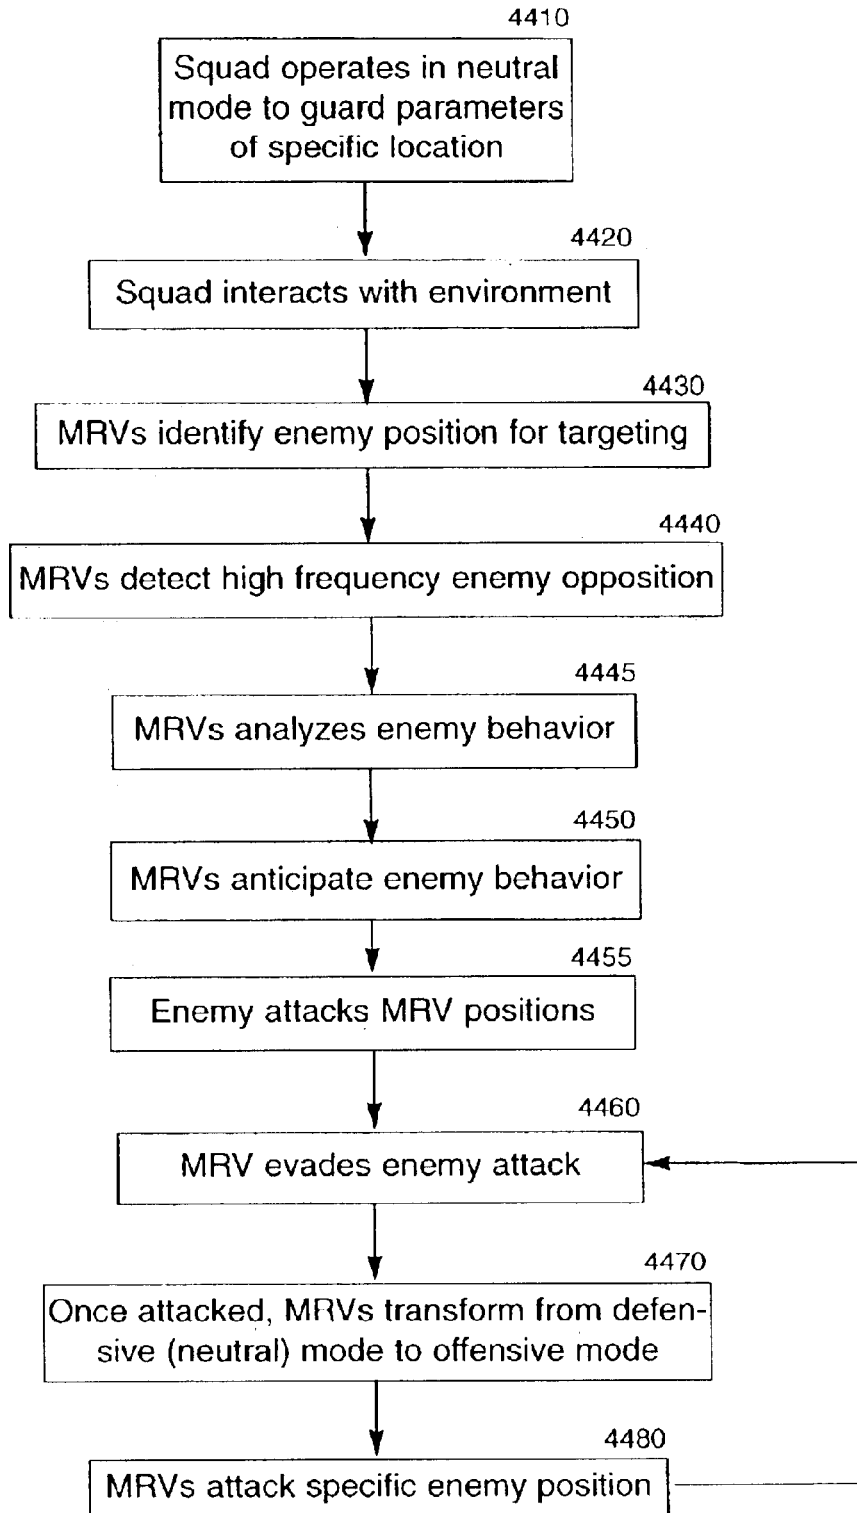 4410
Squad operates in neutral
mode to guard parameters
of specific location
4420
Squad interacts with environment
4430
MRVs identify enemy position for targeting
4440
MRVs detect high frequency enemy opposition
4445
MRVs analyzes enemy behavior
4450
MRVs anticipate enemy behavior
4455
Enemy attacks MRV positions
4460
MRV evades enemy attack
4470
Once attacked, MRVs transform from defen-
sive (neutral) mode to offensive mode
4480
MRVs attack specific enemy position